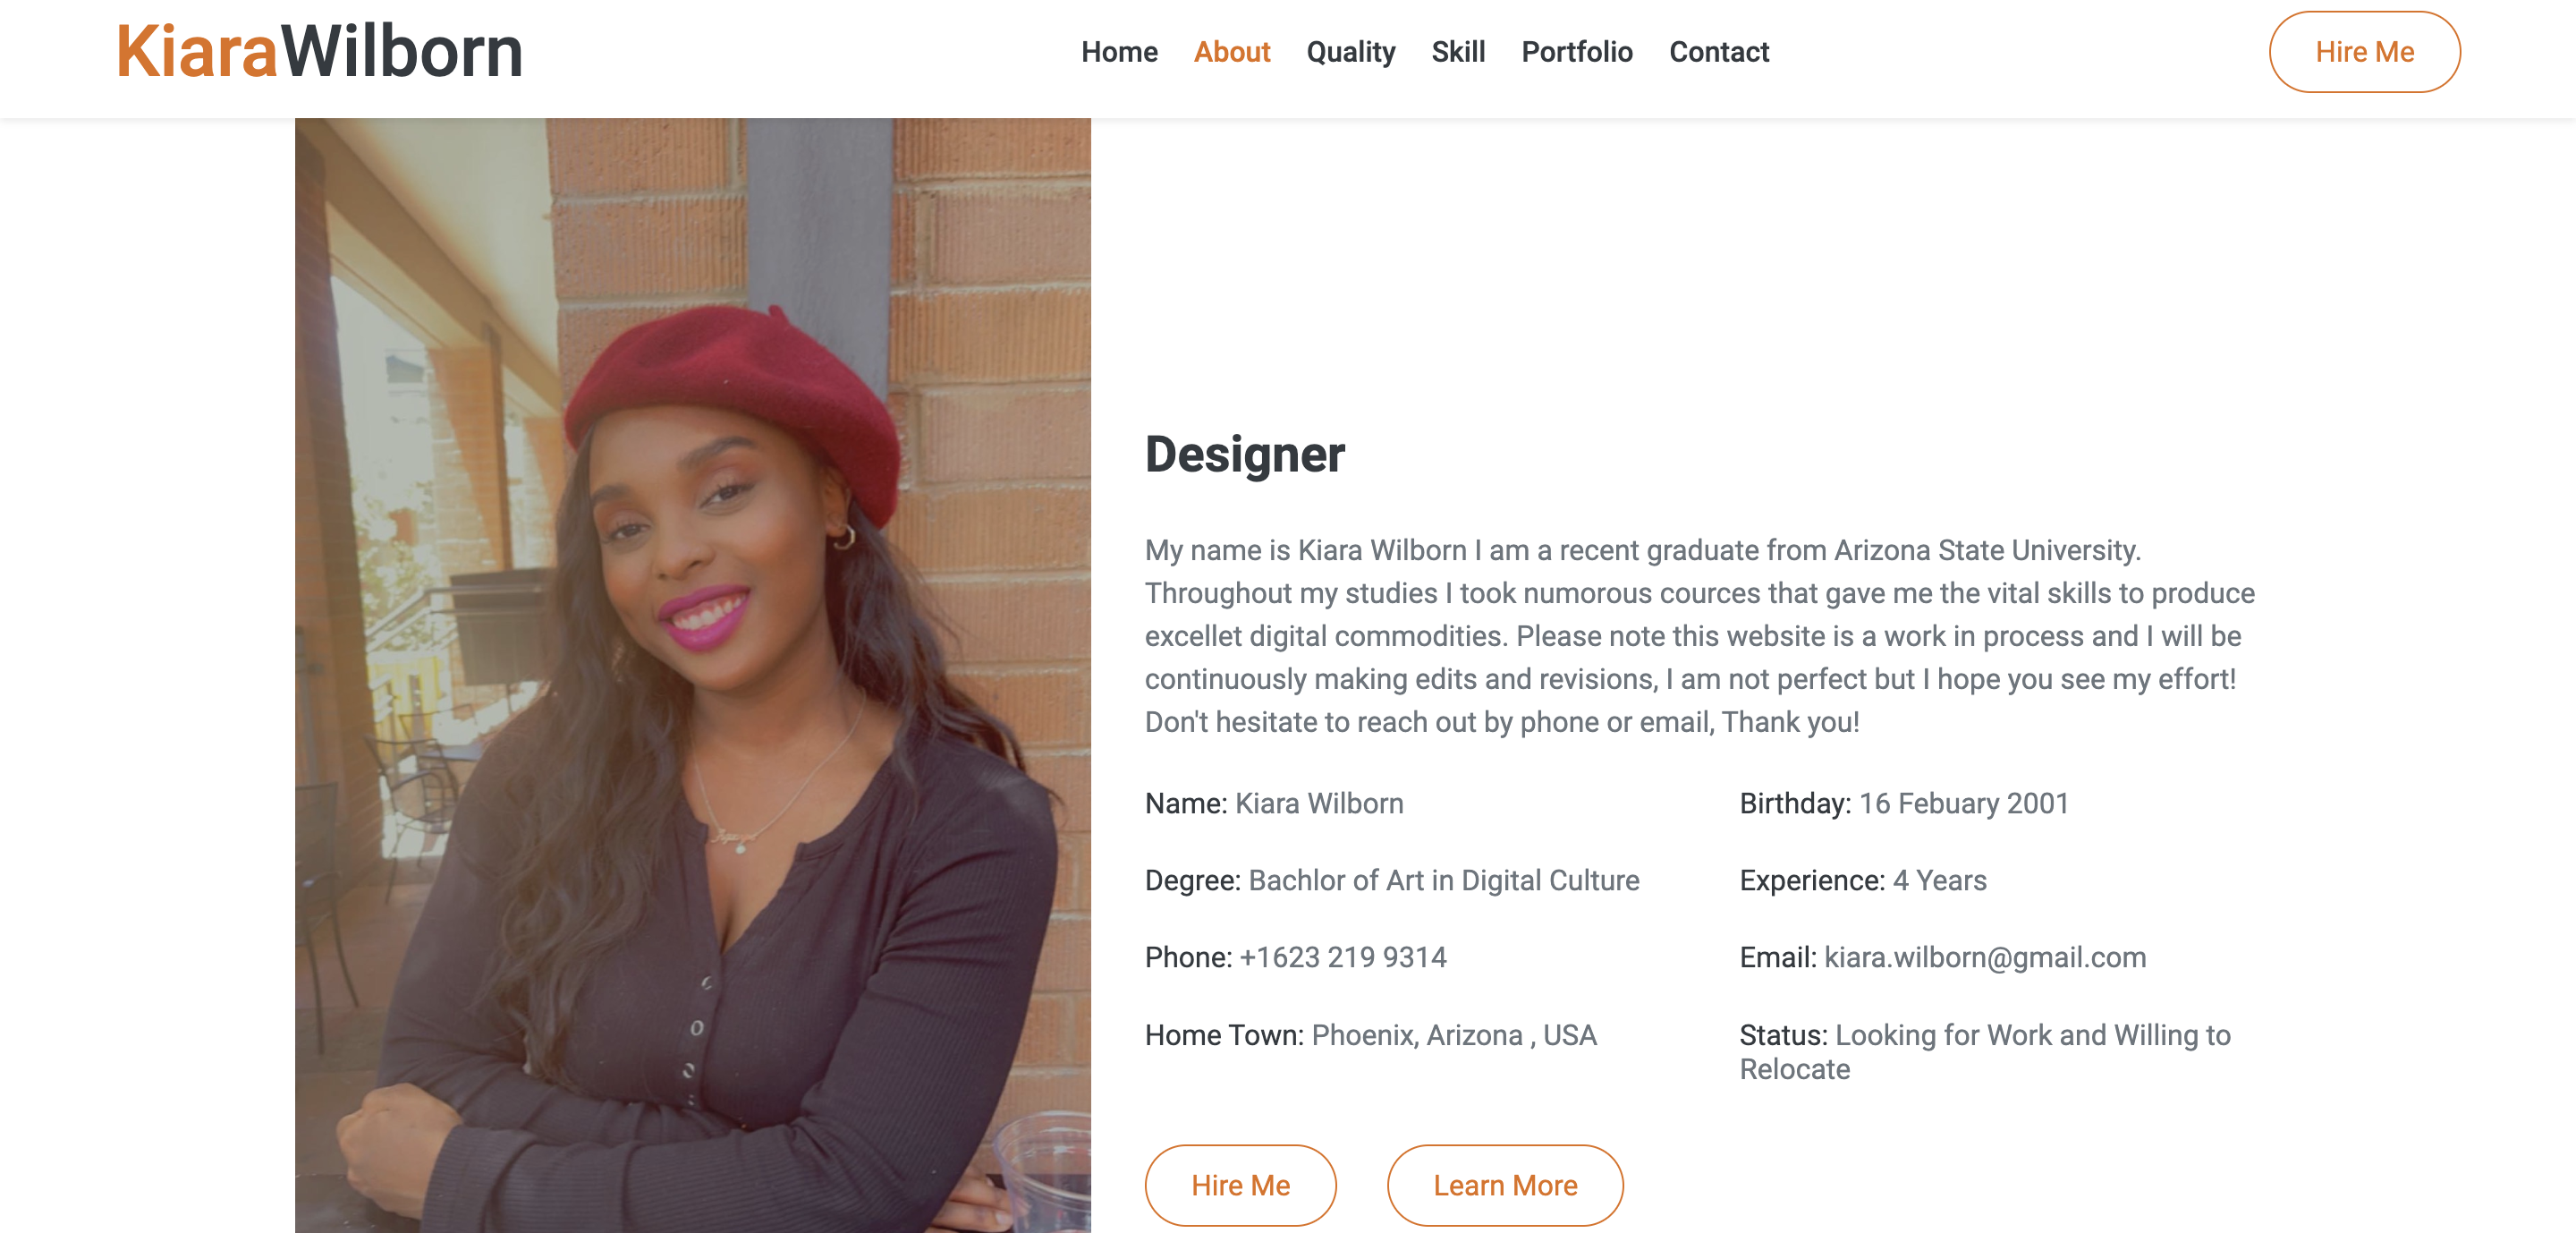 KiaraWilborn
Home About Quality Skill Portfolio Contact
Hire Me
Designer
My name is Kiara Wilborn I am a recent graduate from Arizona State University.
Throughout my studies I took numorous cources that gave me the vital skills to produce
excellet digital commodities. Please note this website is a work in process and I will be
continuously making edits and revisions, I am not perfect but I hope you see my effort!
Don't hesitate to reach out by phone or email, Thank you!
Name: Kiara Wilborn
Birthday: 16 Febuary 2001
Degree: Bachlor of Art in Digital Culture
Experience: 4 Years
Phone: +1623 219 9314
Email: kiara.wilborn@gmail.com
Home Town: Phoenix, Arizona , USA
Status: Looking for Work and Willing to
Relocate
Hire Me
Learn More